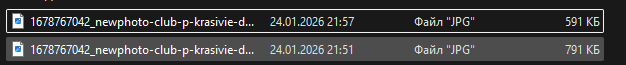 1678767042_newphoto-club-p-krasivie-d... 24.01.2026 21:57 Файл "JPG" 591 КБ
1678767042_newphoto-club-p-krasivie-d... 24.01.2026 21:51 Файл "JPG" 791 КБ